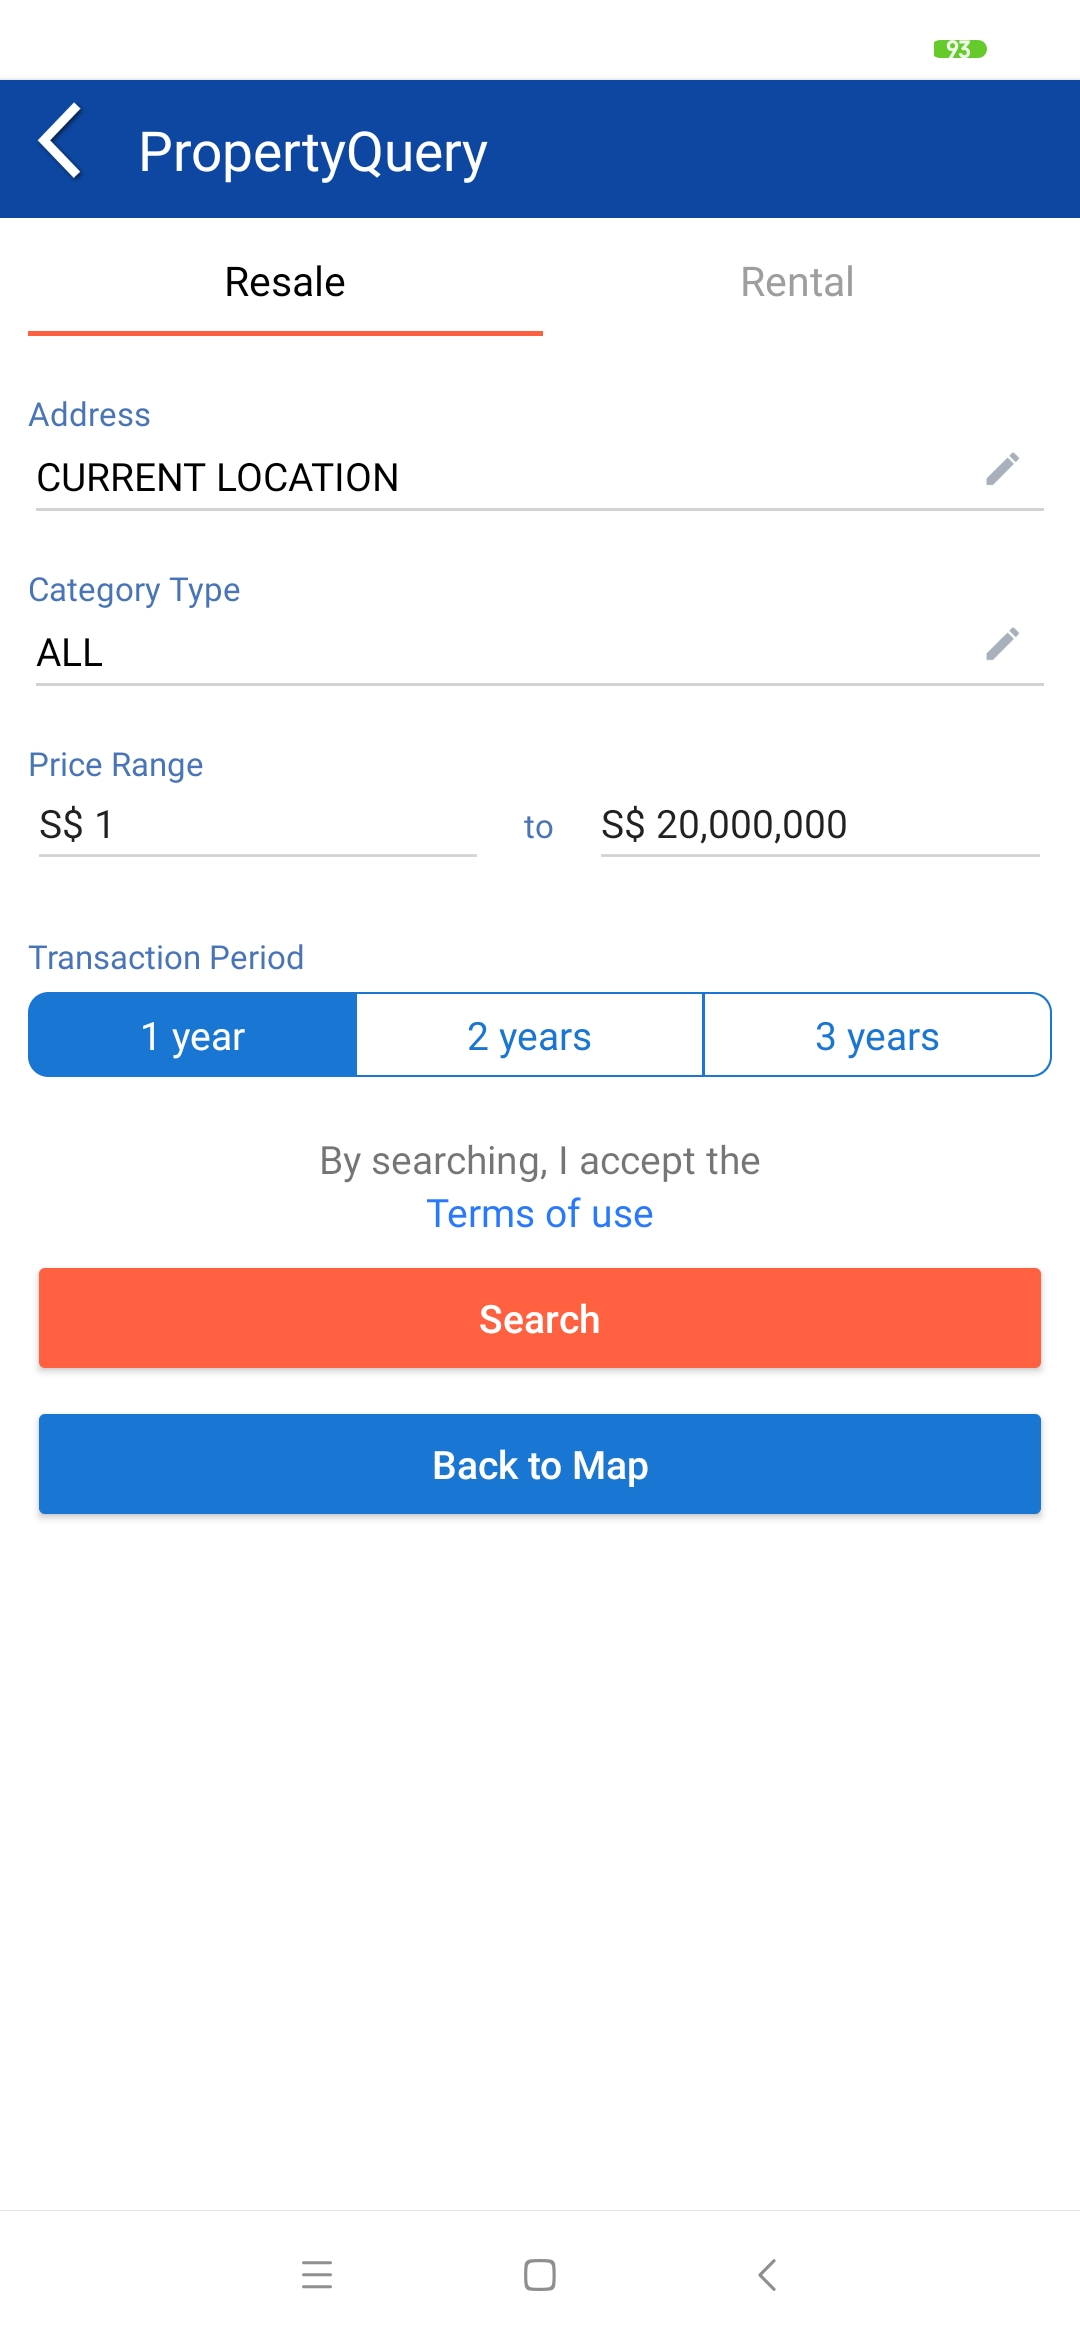 93
PropertyQuery
Resale Rental
Address
CURRENT LOCATION
Category Type
ALL
Price Range
S$ 1 to S$ 20,000,000
Transaction Period
1 year 2 years 3 years
By searching, I accept the
Terms of use
Search
Back to Map